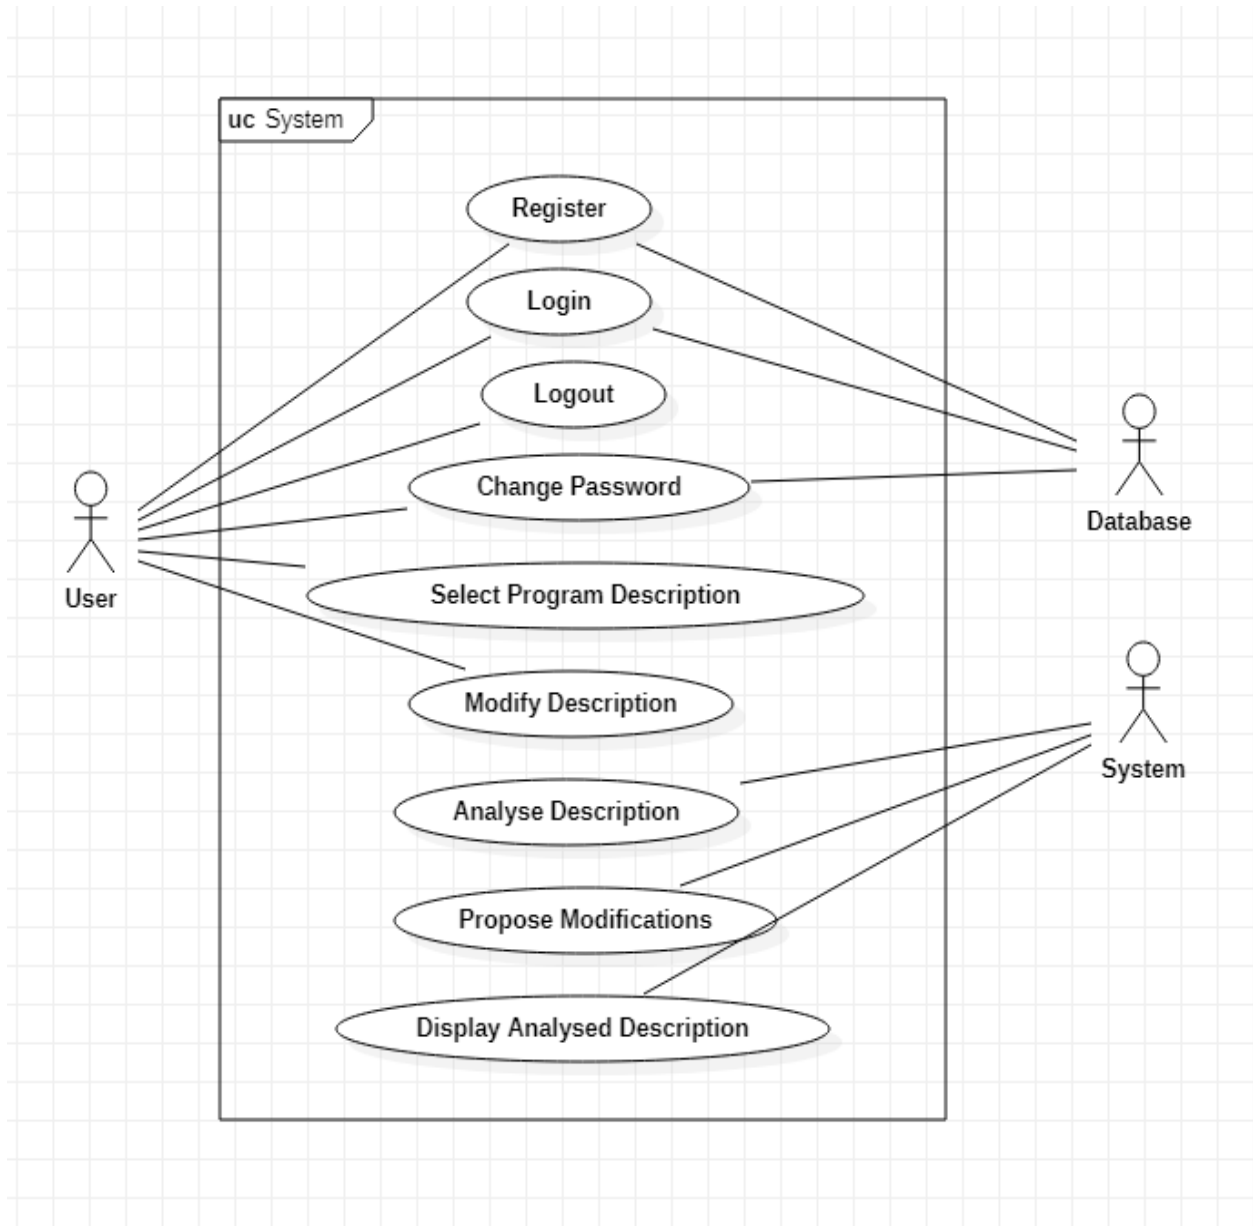 uc System
Register
Login
Logout
Change Password
Database
User
Select Program Description
Modify Description
System
Analyse Description
Propose Modifications
Display Analysed Description